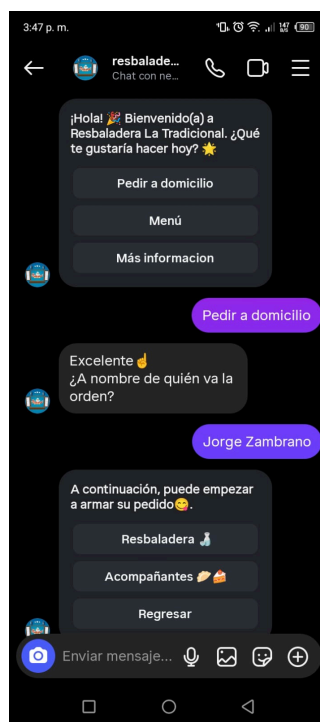 3:47 p. m.
90
resbalade...
Chat con ne...
¡Hola! 🎉 Bienvenido(a) a
Resbaladera La Tradicional. ¿Qué
te gustaría hacer hoy? 🌟
Pedir a domicilio
Menú
Más informacion
Pedir a domicilio
Excelente ☝
¿A nombre de quién va la
orden?
Jorge Zambrano
A continuación, puede empezar
a armar su pedido😋.
Resbaladera 🍶
Acompañantes 🥟🍰
Regresar
Enviar mensaje...